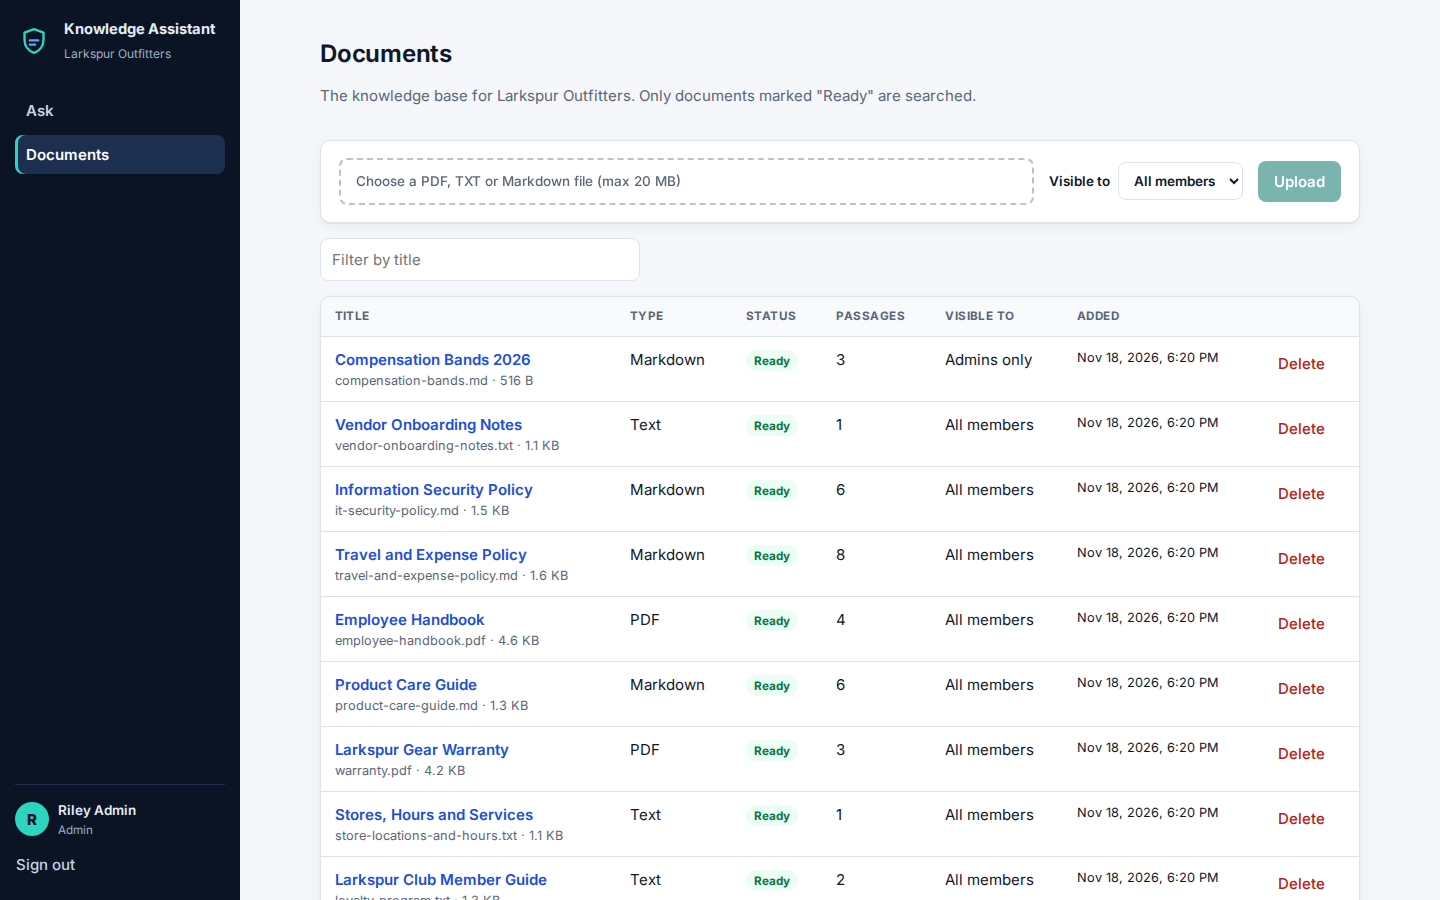 Knowledge Assistant
Larkspur Outfitters
Ask
Documents
Riley Admin
R
Admin
Sign out
Documents
The knowledge base for Larkspur Outfitters. Only documents marked "Ready" are searched.
Choose a PDF, TXT or Markdown file (max 20 MB)
Visible to
All members
Upload
Filter by title
TITLE TYPE STATUS PASSAGES VISIBLE TO ADDED
Compensation Bands 2026 Markdown Ready 3 Admins only Nov 18, 2026, 6:20 PM Delete
compensation-bands.md · 516 B
Vendor Onboarding Notes Text Ready 1 All members Nov 18, 2026, 6:20 PM Delete
vendor-onboarding-notes.txt · 1.1 KB
Information Security Policy Markdown Ready 6 All members Nov 18, 2026, 6:20 PM Delete
it-security-policy.md · 1.5 KB
Travel and Expense Policy Markdown Ready 8 All members Nov 18, 2026, 6:20 PM Delete
travel-and-expense-policy.md · 1.6 KB
Employee Handbook PDF Ready 4 All members Nov 18, 2026, 6:20 PM Delete
employee-handbook.pdf · 4.6 KB
Product Care Guide Markdown Ready 6 All members Nov 18, 2026, 6:20 PM Delete
product-care-guide.md · 1.3 KB
Larkspur Gear Warranty PDF Ready 3 All members Nov 18, 2026, 6:20 PM Delete
warranty.pdf · 4.2 KB
Stores, Hours and Services Text Ready 1 All members Nov 18, 2026, 6:20 PM Delete
store-locations-and-hours.txt · 1.1 KB
Larkspur Club Member Guide Text Ready 2 All members Nov 18, 2026, 6:20 PM Delete
loyalty-program.txt · 1.3 KB